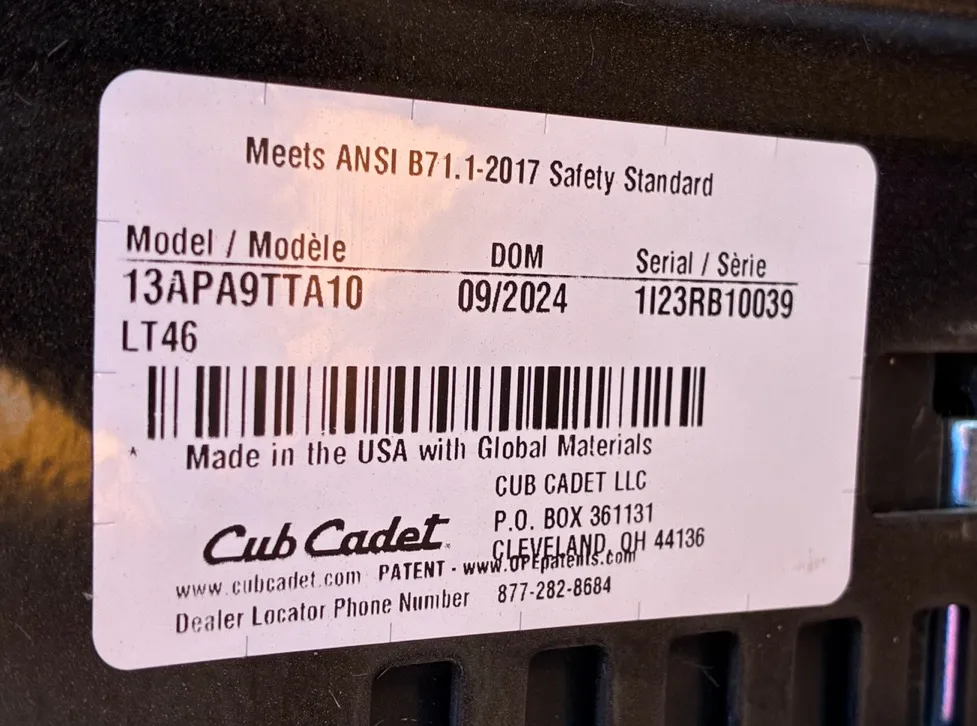 Meets ANSI B71.1-2017 Safety Standard
Model / Modèle DOM Serial / Sèrie
13APA9TTA10 09/2024 1I23RB10039
LT46
* Made in the USA with Global Materials
CUB CADET LLC
P.O. BOX 361131
CLEVELAND, OH 44136
Cub Cadet
www.cubcadet.com PATENT - www.OPEpatents.com
Dealer Locator Phone Number 877-282-8684